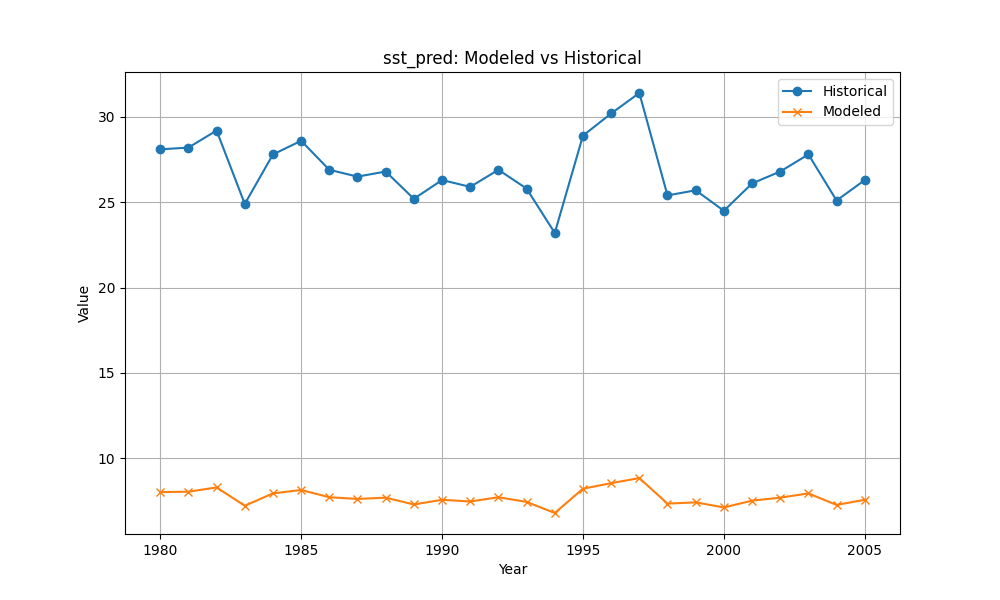 sst_pred: Modeled vs Historical
Historical
Modeled
Value
30
25
20
15
10
1980
1985
1990
1995
2000
2005
Year